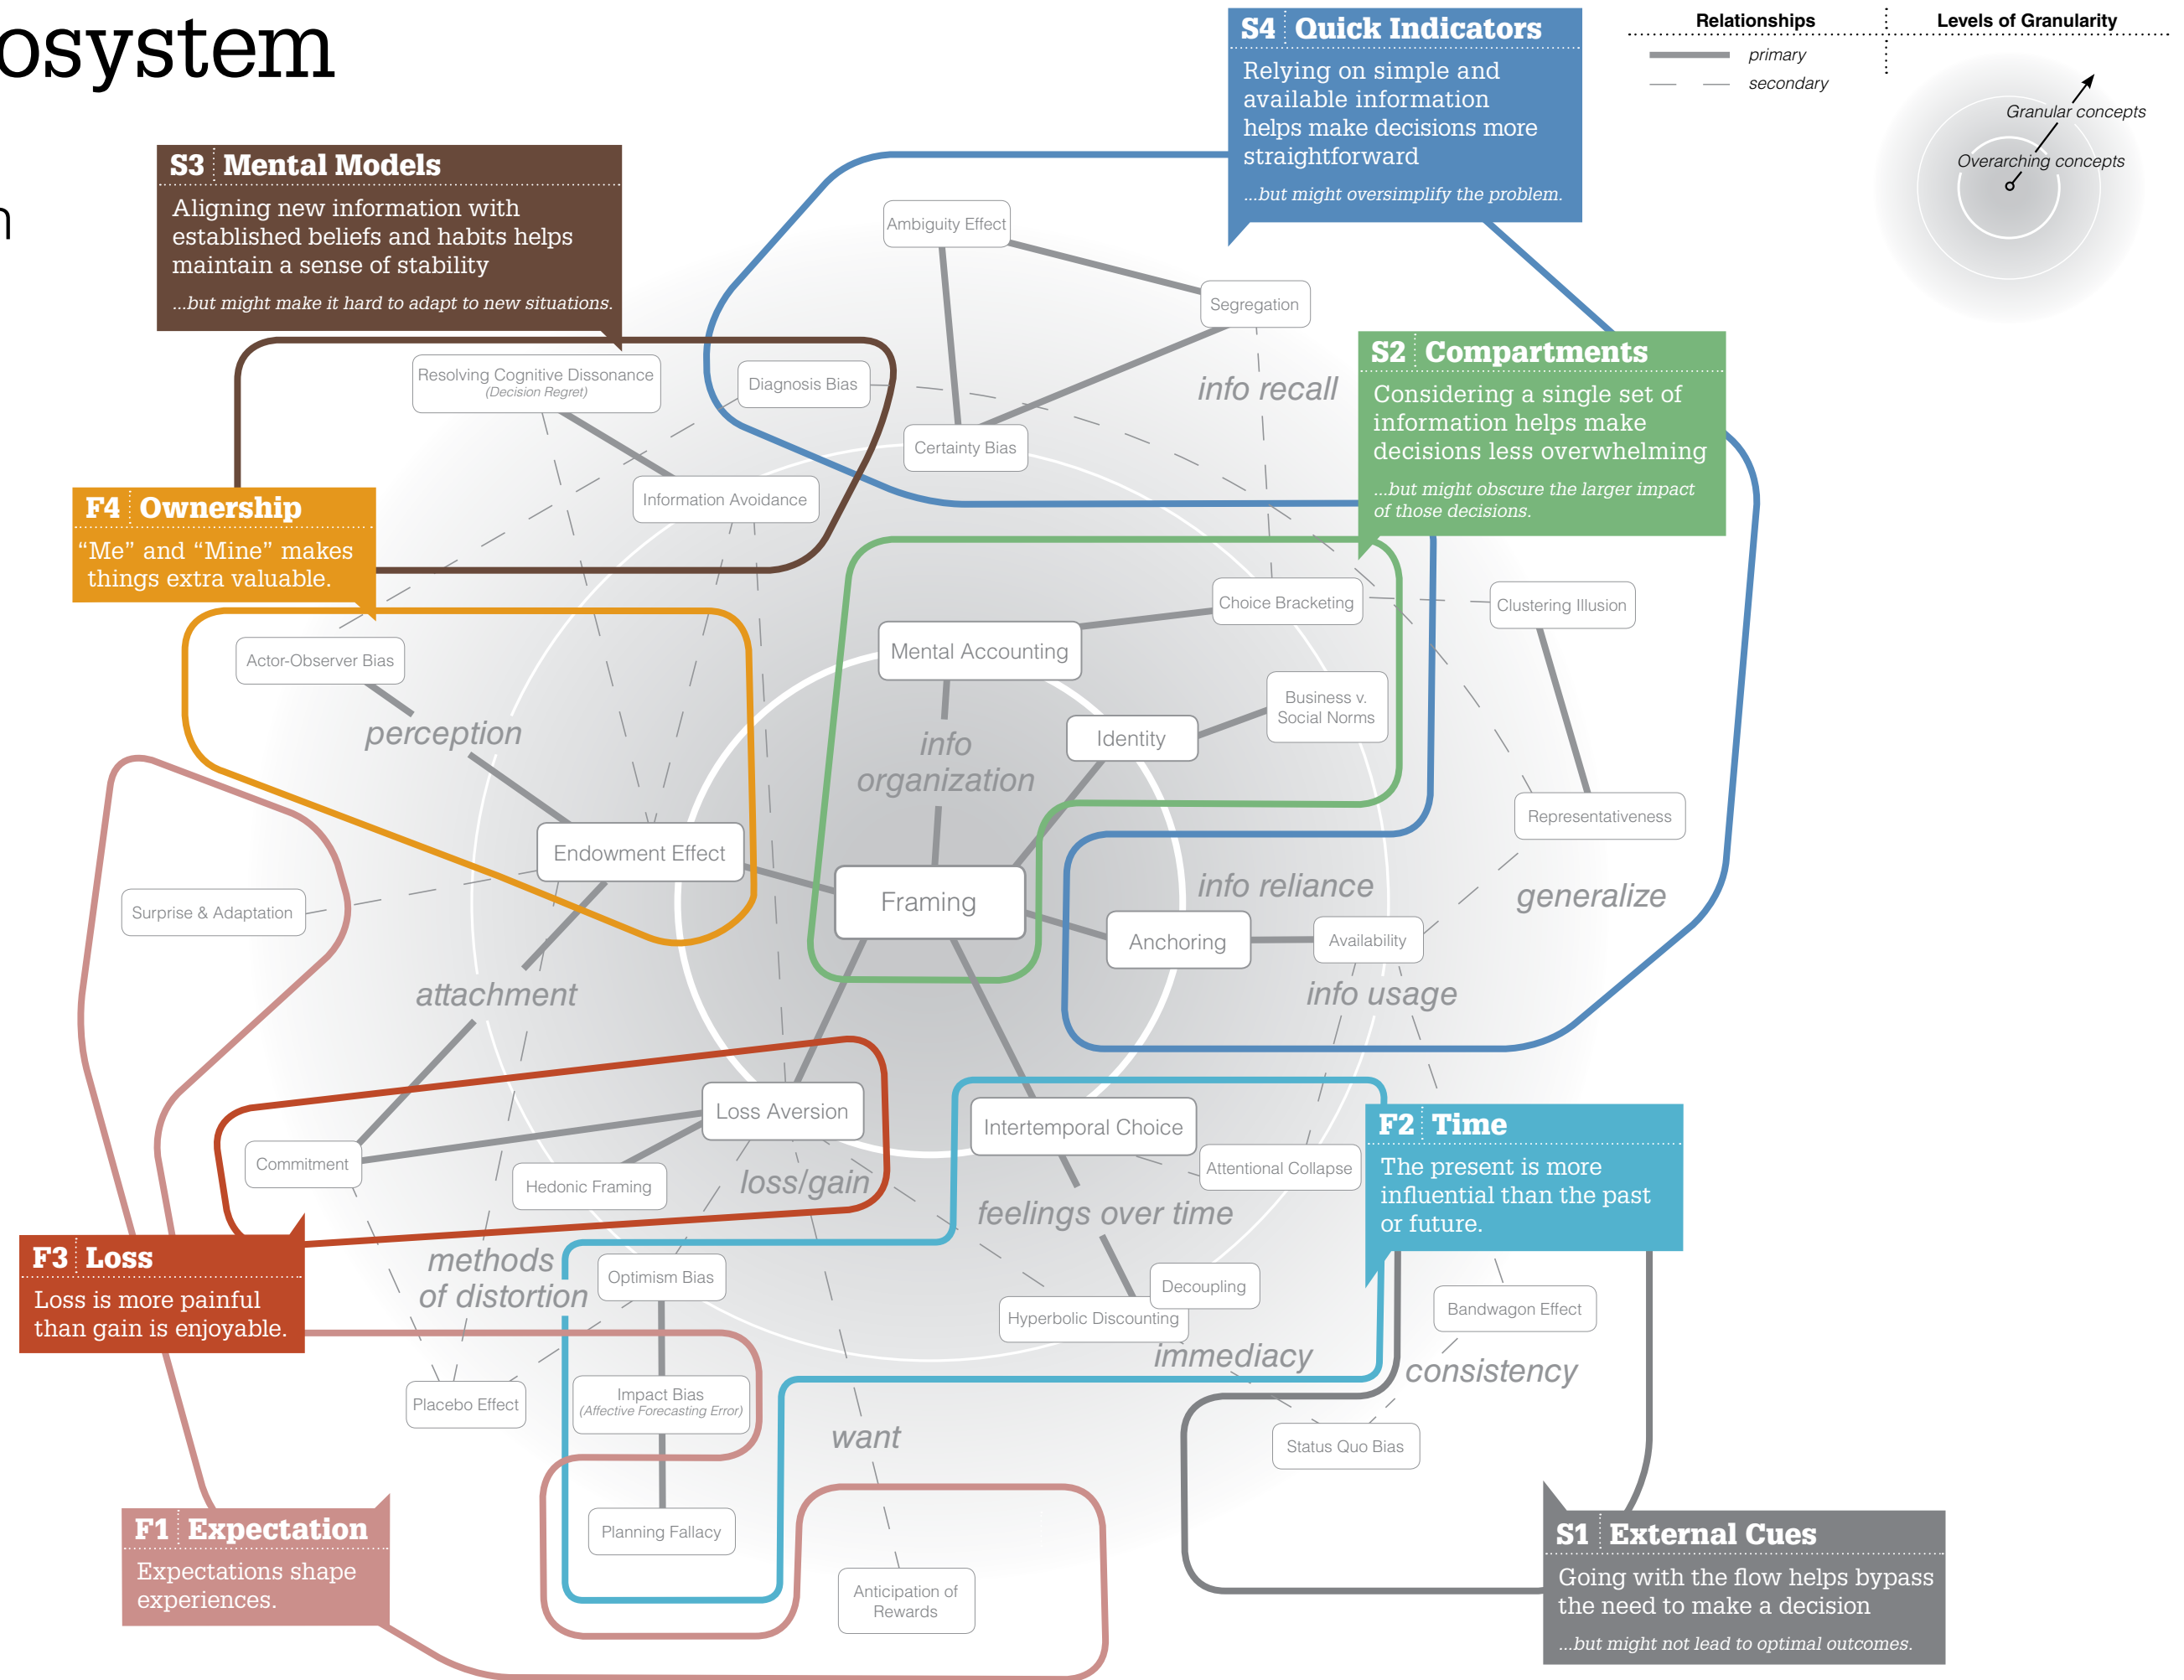 osystem
n
S4 Quick Indicators
Relying on simple and
available information
helps make decisions more
straightforward
...but might oversimplify the problem.
Relationships
primary
secondary
Levels of Granularity
Granular concepts
Overarching concepts
S3 Mental Models
Aligning new information with
established beliefs and habits helps
maintain a sense of stability
...but might make it hard to adapt to new situations.
Ambiguity Effect
Segregation
S2 Compartments
Considering a single set of
information helps make
decisions less overwhelming
...but might obscure the larger impact
of those decisions.
Resolving Cognitive Dissonance
(Decision Regret)
Diagnosis Bias
info recall
Certainty Bias
Information Avoidance
F4 Ownership
“Me” and “Mine” makes
things extra valuable.
Choice Bracketing
Clustering Illusion
Mental Accounting
Actor-Observer Bias
Business v.
Social Norms
perception
info
organization
Identity
Representativeness
Endowment Effect
Framing
info reliance
generalize
Surprise & Adaptation
Anchoring
Availability
attachment
info usage
Loss Aversion
Intertemporal Choice
F2 Time
The present is more
influential than the past
or future.
Commitment
Hedonic Framing
loss/gain
Attentional Collapse
feelings over time
F3 Loss
Loss is more painful
than gain is enjoyable.
methods
of distortion
Optimism Bias
Decoupling
Hyperbolic Discounting
Bandwagon Effect
immediacy
consistency
Placebo Effect
Impact Bias
(Affective Forecasting Error)
want
Status Quo Bias
F1 Expectation
Expectations shape
experiences.
Planning Fallacy
Anticipation of
Rewards
S1 External Cues
Going with the flow helps bypass
the need to make a decision
...but might not lead to optimal outcomes.